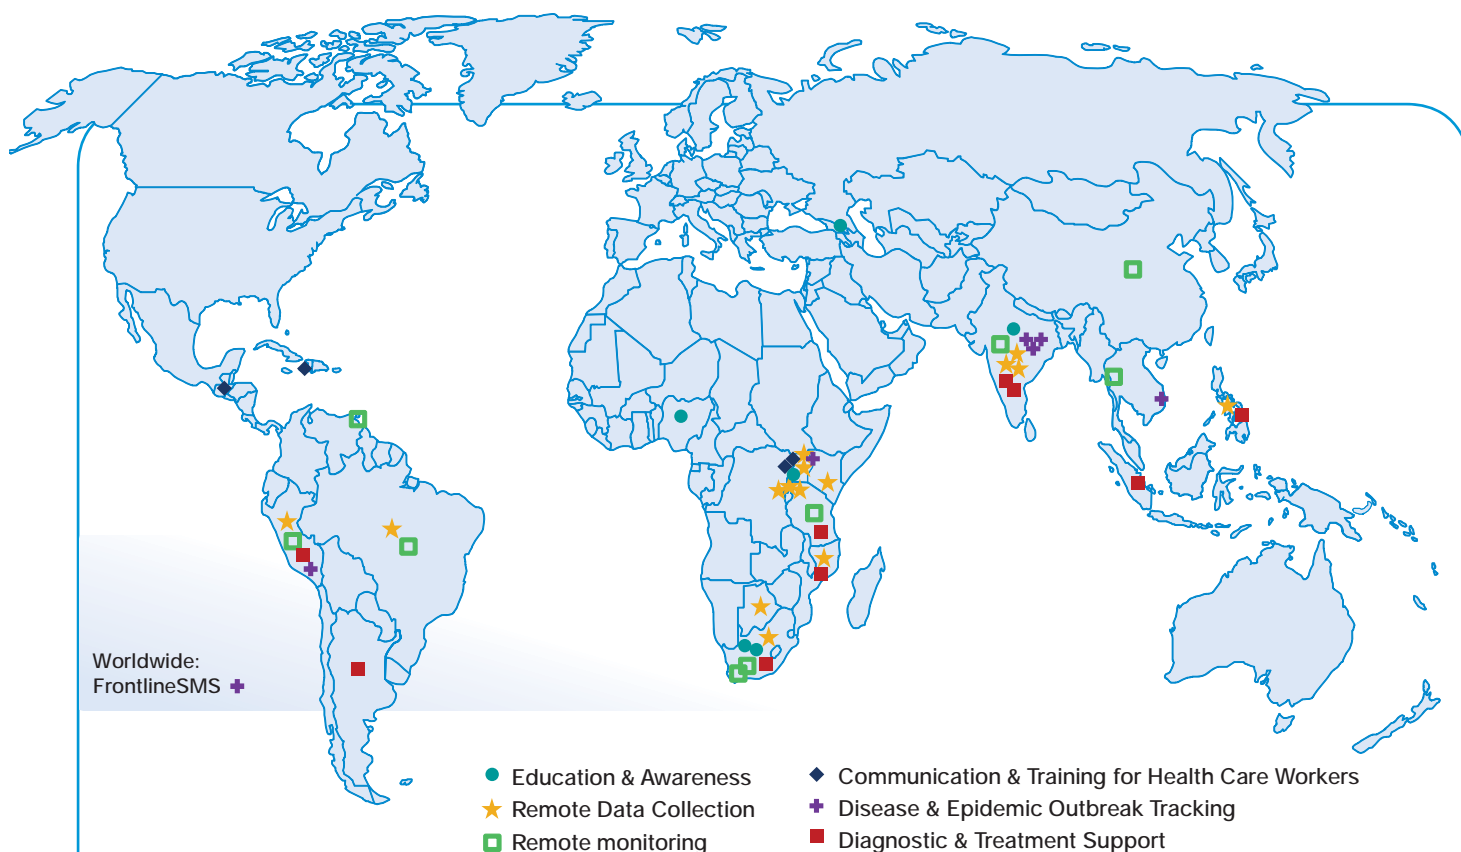 Worldwide:
FrontlineSMS
Education & Awareness
Remote Data Collection
Remote monitoring
Communication & Training for Health Care Workers
Disease & Epidemic Outbreak Tracking
Diagnostic & Treatment Support